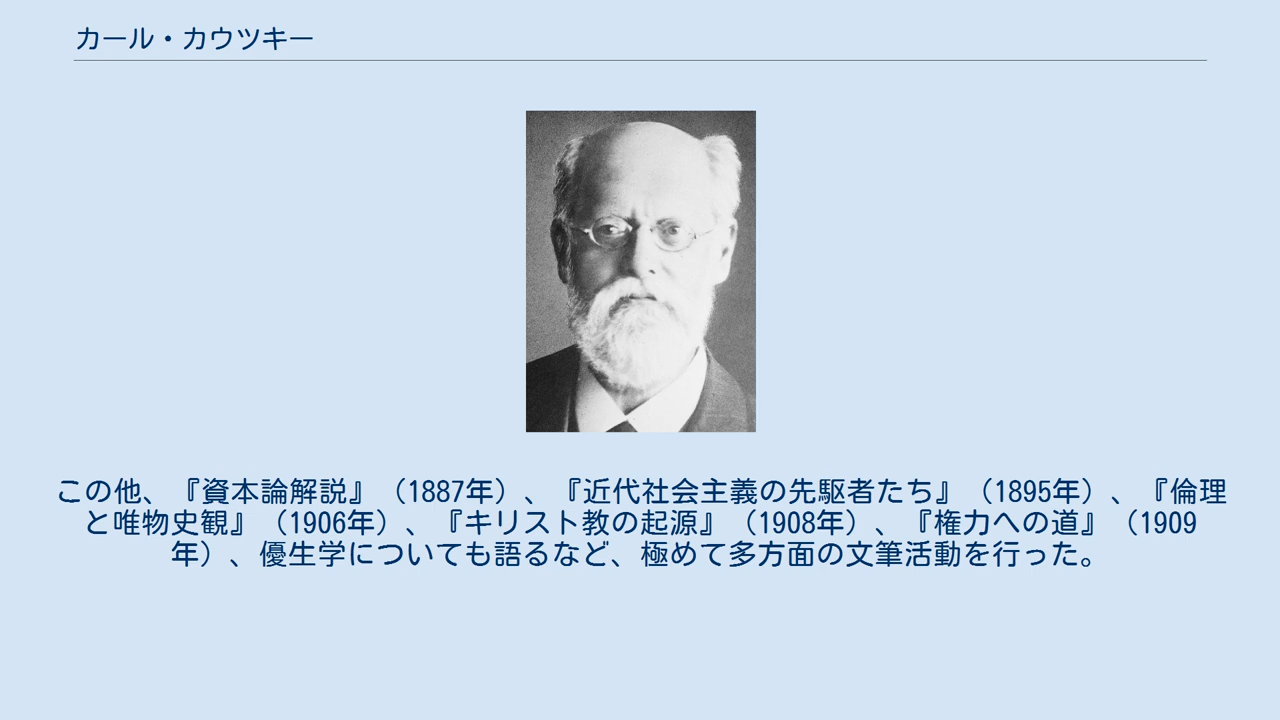 カール・カウツキー
この他、『資本論解説』（1887年）、『近代社会主義の先駆者たち』（1895年）、『倫理
と唯物史観』（1906年）、『キリスト教の起源』（1908年）、『権力への道』（1909
年）、優生学についても語るなど、極めて多方面の文筆活動を行った。